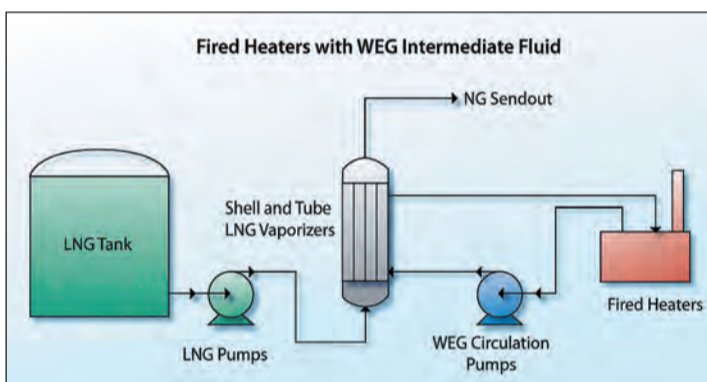 Fired Heaters with WEG Intermediate Fluid
NG Sendout
Shell and Tube
LNG Vaporizers
LNG Tank
Fired Heaters
LNG Pumps
WEG Circulation
Pumps